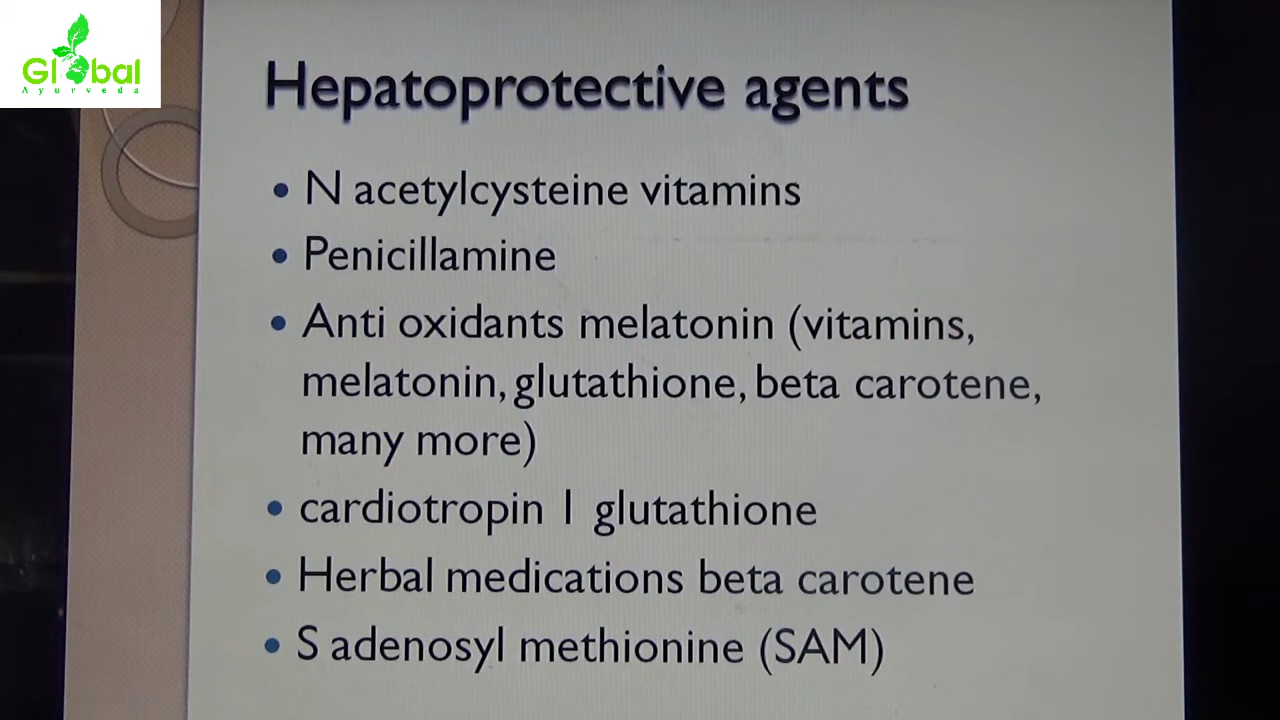 Global
Ayurveda
Hepatoprotective agents
• N acetylcysteine vitamins
• Penicillamine
• Anti oxidants melatonin (vitamins,
melatonin, glutathione, beta carotene,
many more)
• cardiotropin 1 glutathione
• Herbal medications beta carotene
• S adenosyl methionine (SAM)